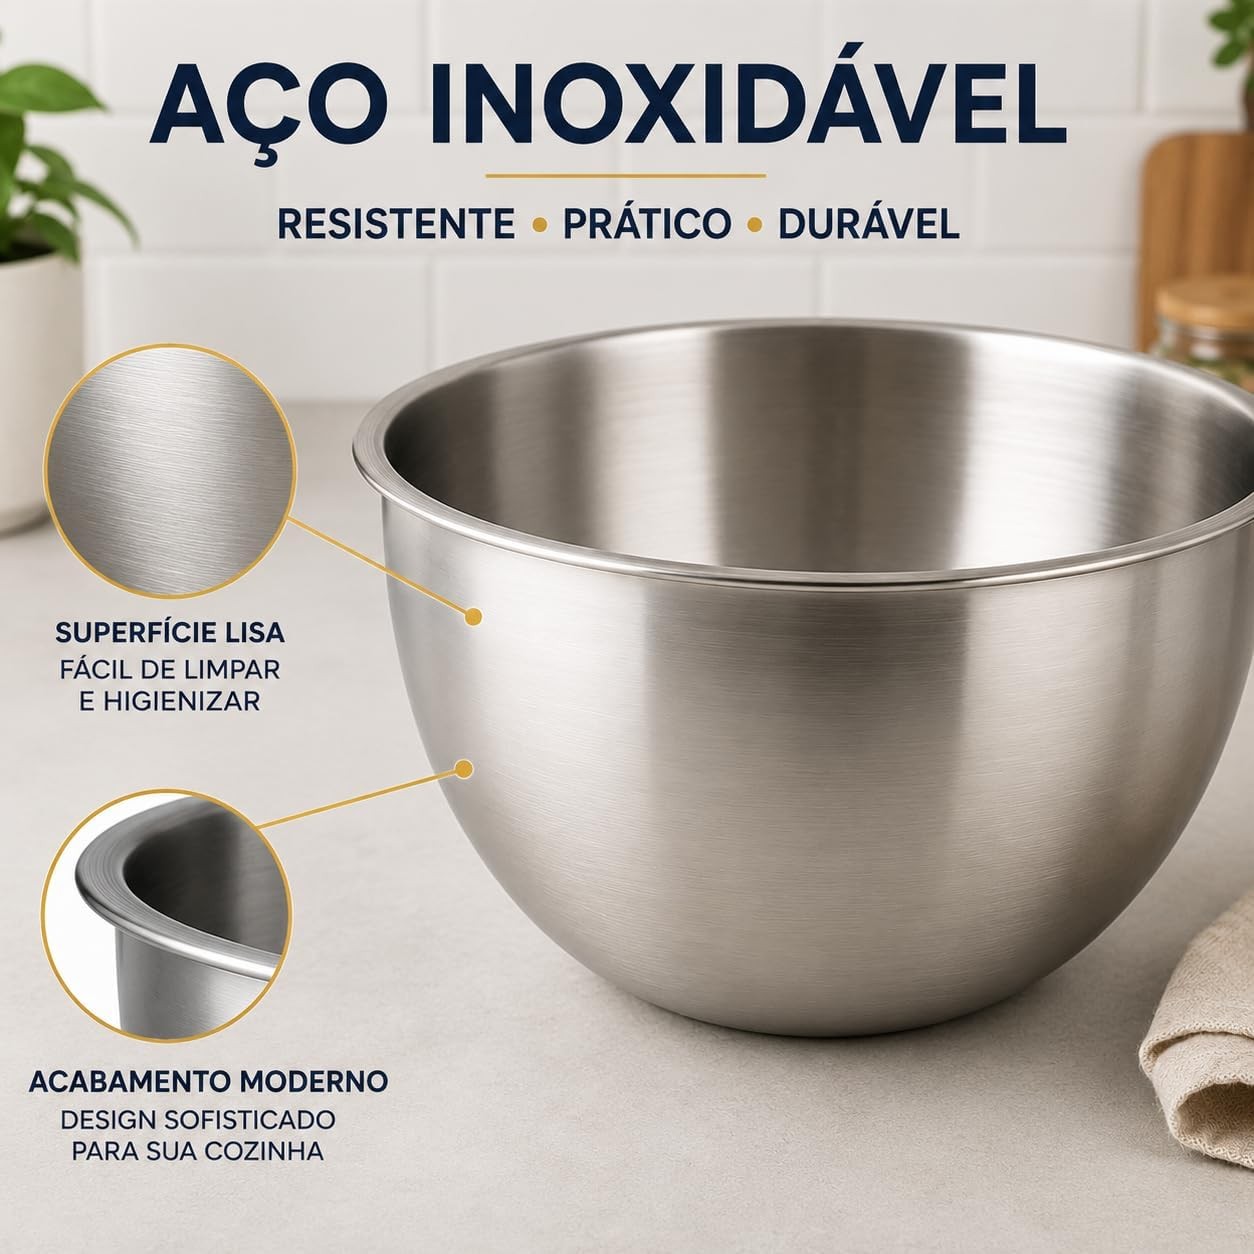 AÇO INOXIDÁVEL
RESISTENTE • PRÁTICO • DURÁVEL
SUPERFÍCIE LISA
FÁCIL DE LIMPAR
E HIGIENIZAR
ACABAMENTO MODERNO
DESIGN SOFISTICADO
PARA SUA COZINHA